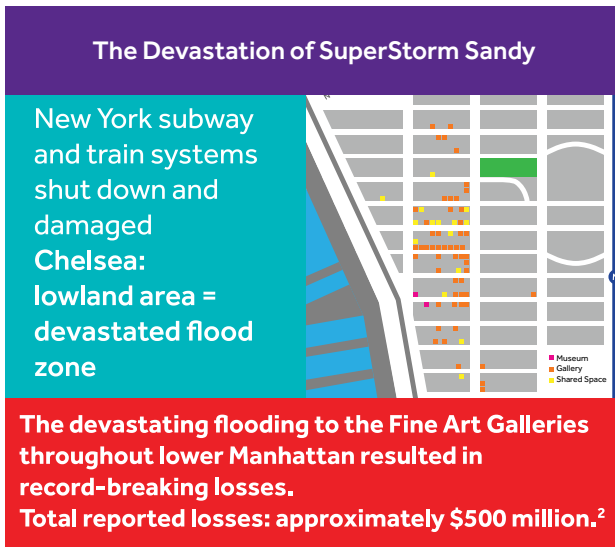 The Devastation of SuperStorm Sandy
New York subway
and train systems
shut down and
damaged
Chelsea:
lowland area =
devastated flood
zone
Museum
Gallery
Shared Space
The devastating flooding to the Fine Art Galleries
throughout lower Manhattan resulted in
record-breaking losses.
Total reported losses: approximately $500 million.²